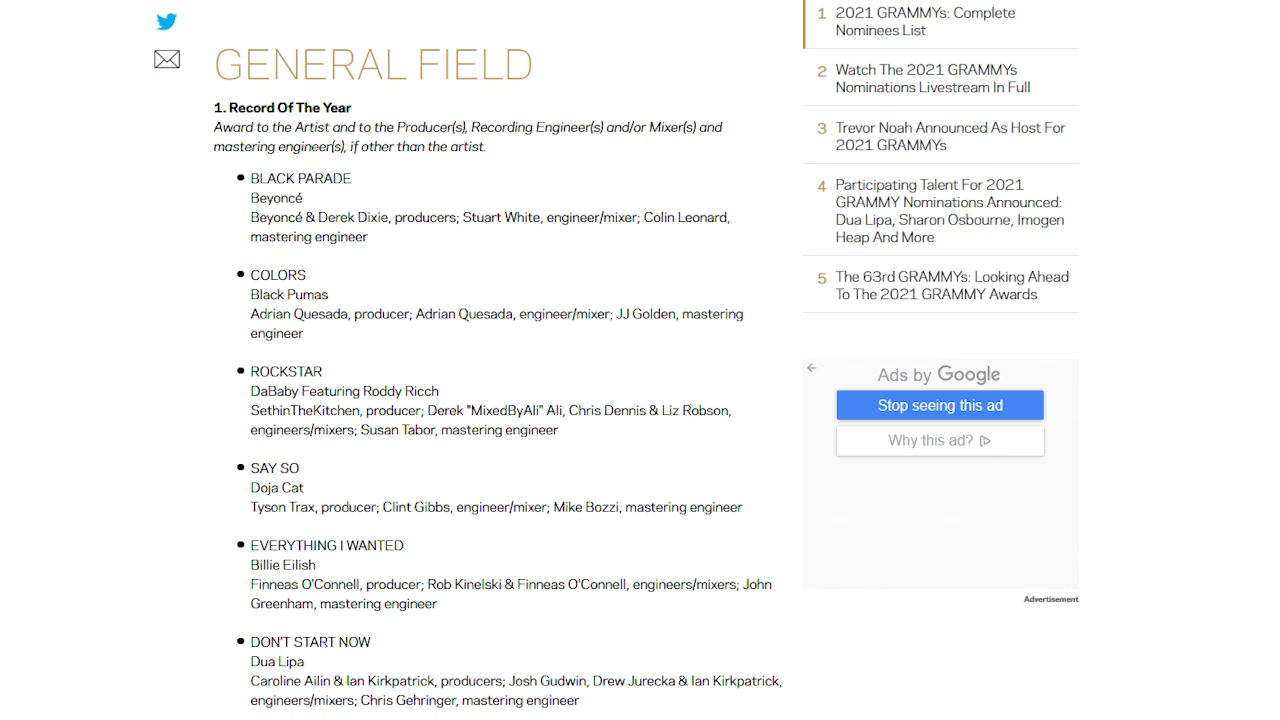 GENERAL FIELD
1. Record Of The Year
Award to the Artist and to the Producer(s), Recording Engineer(s) and/or Mixer(s) and
mastering engineer(s), if other than the artist.
BLACK PARADE
Beyoncé
Beyoncé & Derek Dixie, producers; Stuart White, engineer/mixer; Colin Leonard,
mastering engineer
COLORS
Black Pumas
Adrian Quesada, producer; Adrian Quesada, engineer/mixer; JJ Golden, mastering
engineer
ROCKSTAR
DaBaby Featuring Roddy Ricch
SethinTheKitchen, producer; Derek "MixedByAli" Ali, Chris Dennis & Liz Robson,
engineers/mixers; Susan Tabor, mastering engineer
SAY SO
Doja Cat
Tyson Trax, producer; Clint Gibbs, engineer/mixer; Mike Bozzi, mastering engineer
EVERYTHING I WANTED
Billie Eilish
Finneas O'Connell, producer; Rob Kinelski & Finneas O'Connell, engineers/mixers; John
Greenham, mastering engineer
DON'T START NOW
Dua Lipa
Caroline Ailin & Ian Kirkpatrick, producers; Josh Gudwin, Drew Jurecka & Ian Kirkpatrick,
engineers/mixers; Chris Gehringer, mastering engineer
1 2021 GRAMMYs: Complete
Nominees List
2 Watch The 2021 GRAMMYs
Nominations Livestream In Full
3 Trevor Noah Announced As Host For
2021 GRAMMYs
4 Participating Talent For 2021
GRAMMY Nominations Announced:
Dua Lipa, Sharon Osbourne, Imogen
Heap And More
5 The 63rd GRAMMYs: Looking Ahead
To The 2021 GRAMMY Awards
Ads by Google
Stop seeing this ad
Why this ad?
Advertisement